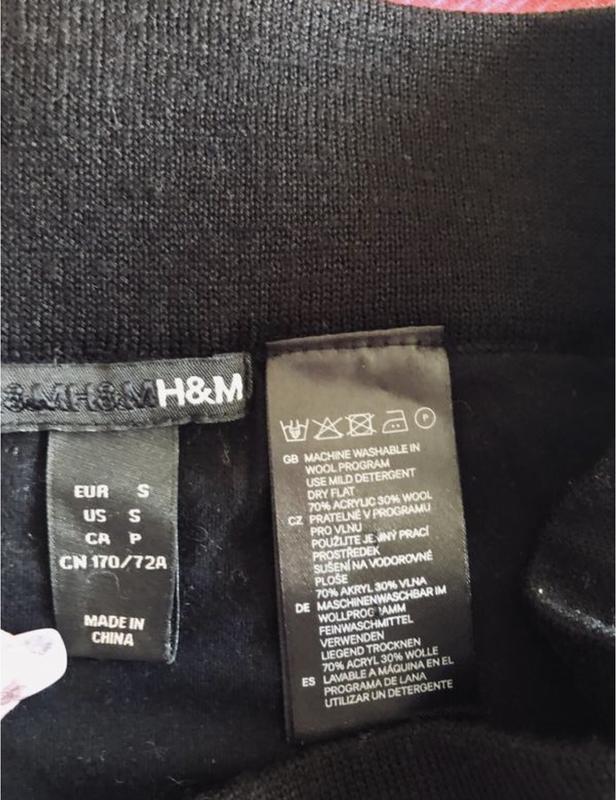 H&M H&M H&M
EUR S
US S
CA P
CN 170/72A
MADE IN
CHINA
P
GB MACHINE WASHABLE IN
WOOL PROGRAM
USE MILD DETERGENT
DRY FLAT
70% ACRYLIC 30% WOOL
CZ PRATELNÉ V PROGRAMU
PRO VLNU
POUŽIJTE JEMNÝ PRACÍ
PROSTŘEDEK
SUŠENÍ NA VODOROVNÉ
PLOŠE
70% AKRYL 30% VLNA
DE MASCHINENWASCHBAR IM
WOLLPROGRAMM
FEINWASCHMITTEL
VERWENDEN
LIEGEND TROCKNEN
70% ACRYL 30% WOLLE
ES LAVABLE A MÁQUINA EN EL
PROGRAMA DE LANA
UTILIZAR UN DETERGENTE